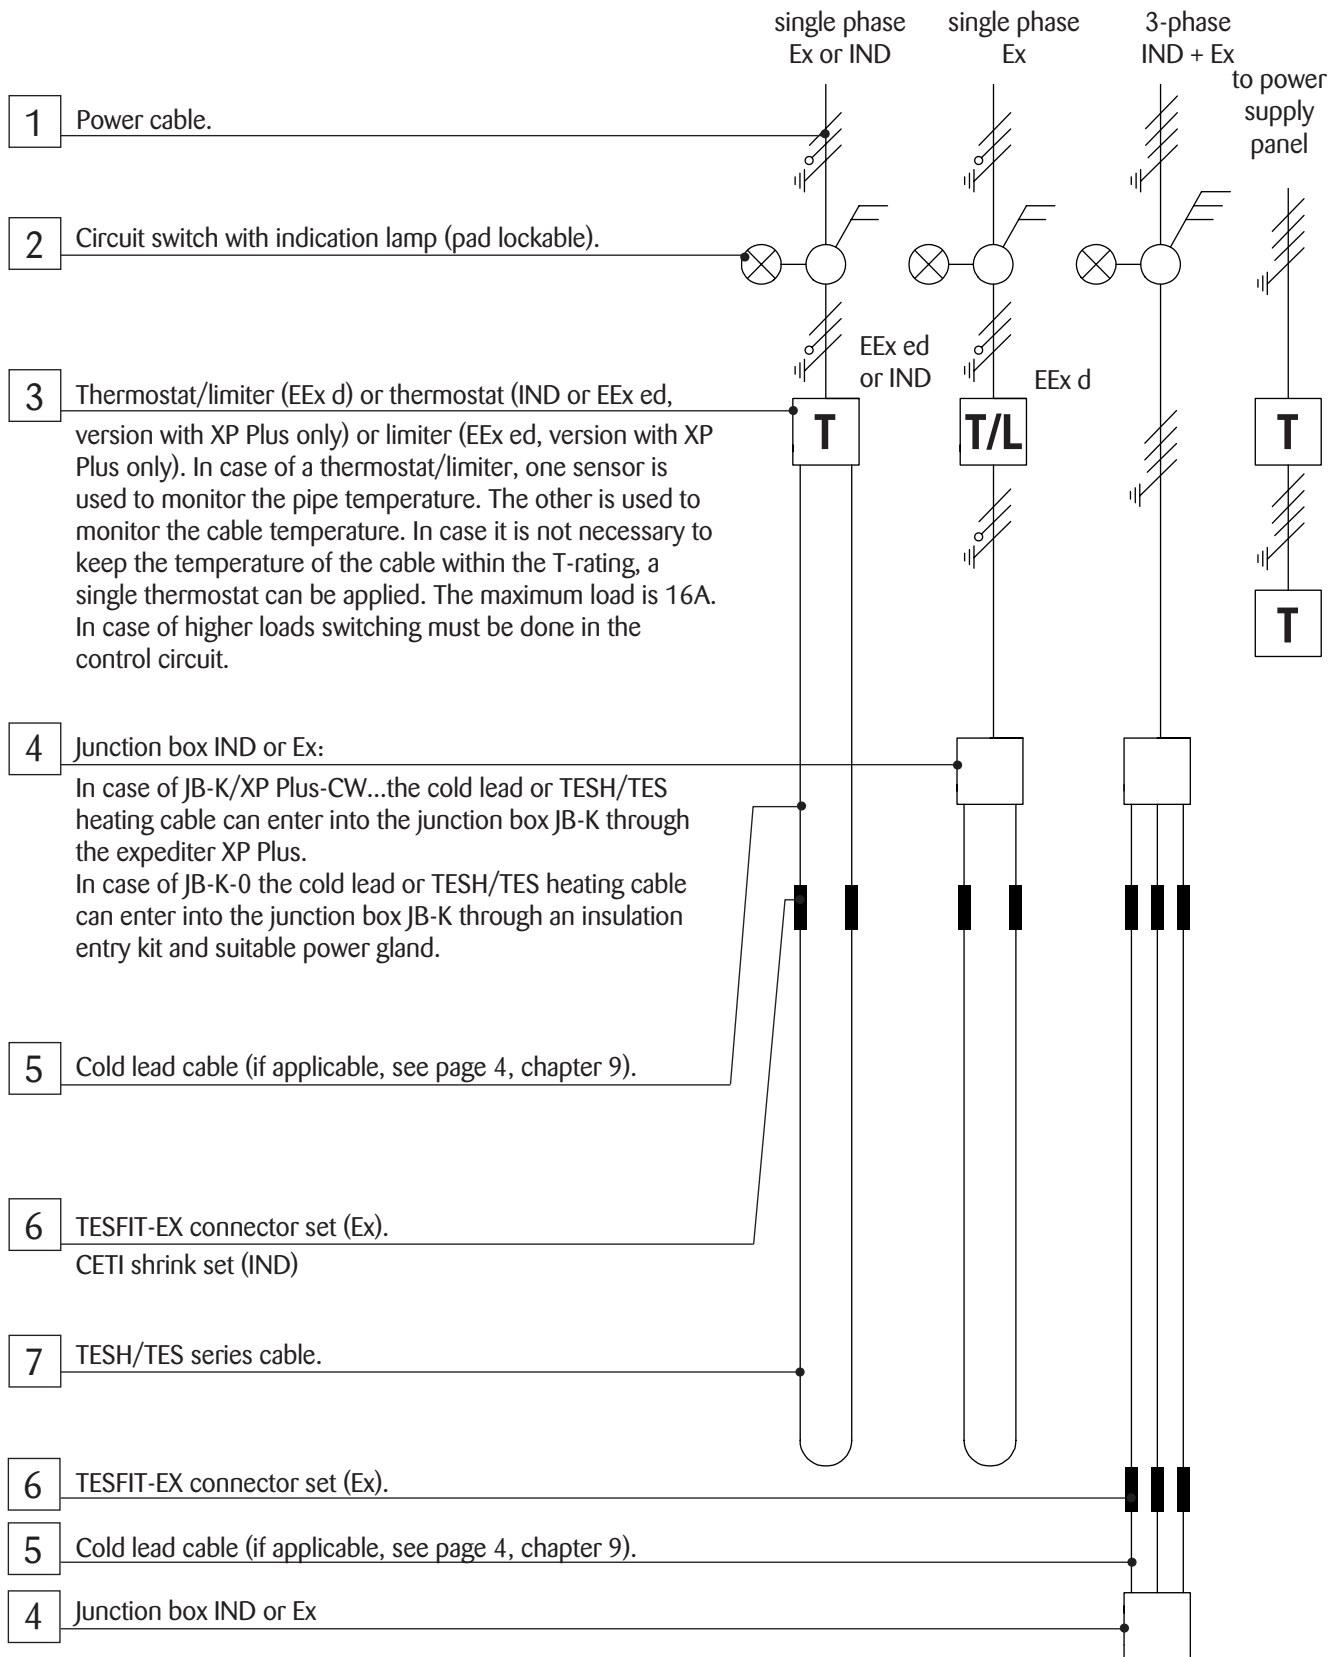 single phase
Ex or IND
single phase
Ex
3-phase
IND + Ex
to power
supply
panel
1 Power cable.
2 Circuit switch with indication lamp (pad lockable).
EEx ed
or IND
EEx d
3 Thermostat/limiter (EEx d) or thermostat (IND or EEx ed,
version with XP Plus only) or limiter (EEx ed, version with XP
Plus only). In case of a thermostat/limiter, one sensor is
used to monitor the pipe temperature. The other is used to
monitor the cable temperature. In case it is not necessary to
keep the temperature of the cable within the T-rating, a
single thermostat can be applied. The maximum load is 16A.
In case of higher loads switching must be done in the
control circuit.
T
T/L
T
T
4 Junction box IND or Ex:
In case of JB-K/XP Plus-CW...the cold lead or TESH/TES
heating cable can enter into the junction box JB-K through
the expediter XP Plus.
In case of JB-K-0 the cold lead or TESH/TES heating cable
can enter into the junction box JB-K through an insulation
entry kit and suitable power gland.
5 Cold lead cable (if applicable, see page 4, chapter 9).
6 TESFIT-EX connector set (Ex).
CETI shrink set (IND)
7 TESH/TES series cable.
6 TESFIT-EX connector set (Ex).
5 Cold lead cable (if applicable, see page 4, chapter 9).
4 Junction box IND or Ex